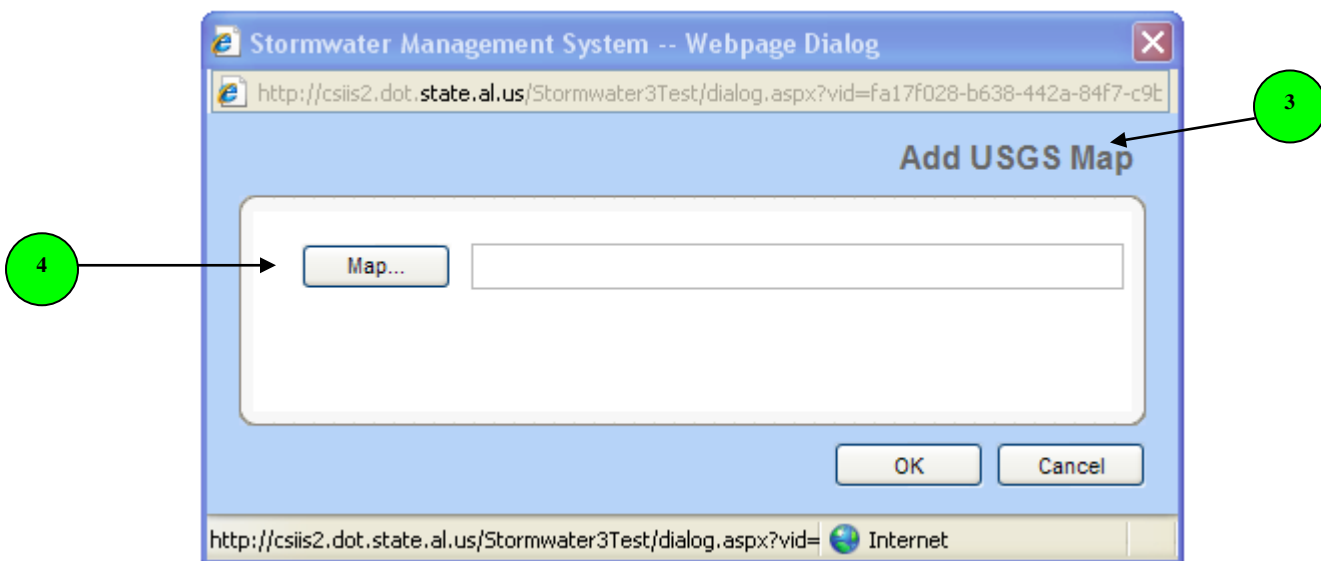 Stormwater Management System -- Webpage Dialog
http://csiis2.dot.state.al.us/Stormwater3Test/dialog.aspx?vid=fa17f028-b638-442a-84f7-c9b
3
Add USGS Map
4
Map...
OK Cancel
http://csiis2.dot.state.al.us/Stormwater3Test/dialog.aspx?vid= Internet